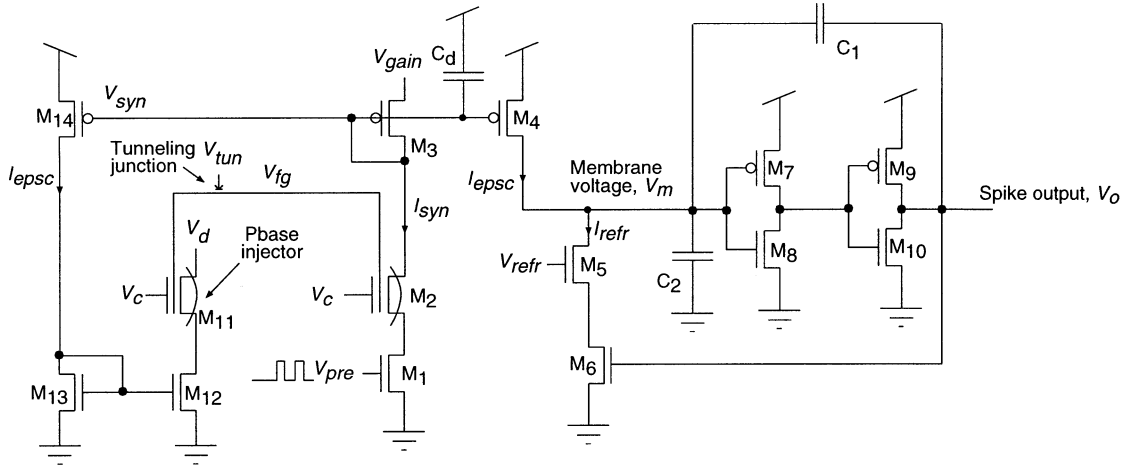 Cd
Vgain
C1
Vsyn
M14
M3
M4
Tunneling
junction
Vtun
Vfg
Iepsc
Isyn
Iepsc
Membrane
voltage, Vm
M7
M9
Spike output, Vo
Vd
Pbase
injector
Irefr
Vrefr
M5
C2
M8
M10
Vc
M11
Vc
M2
M13
M12
Vpre
M1
M6